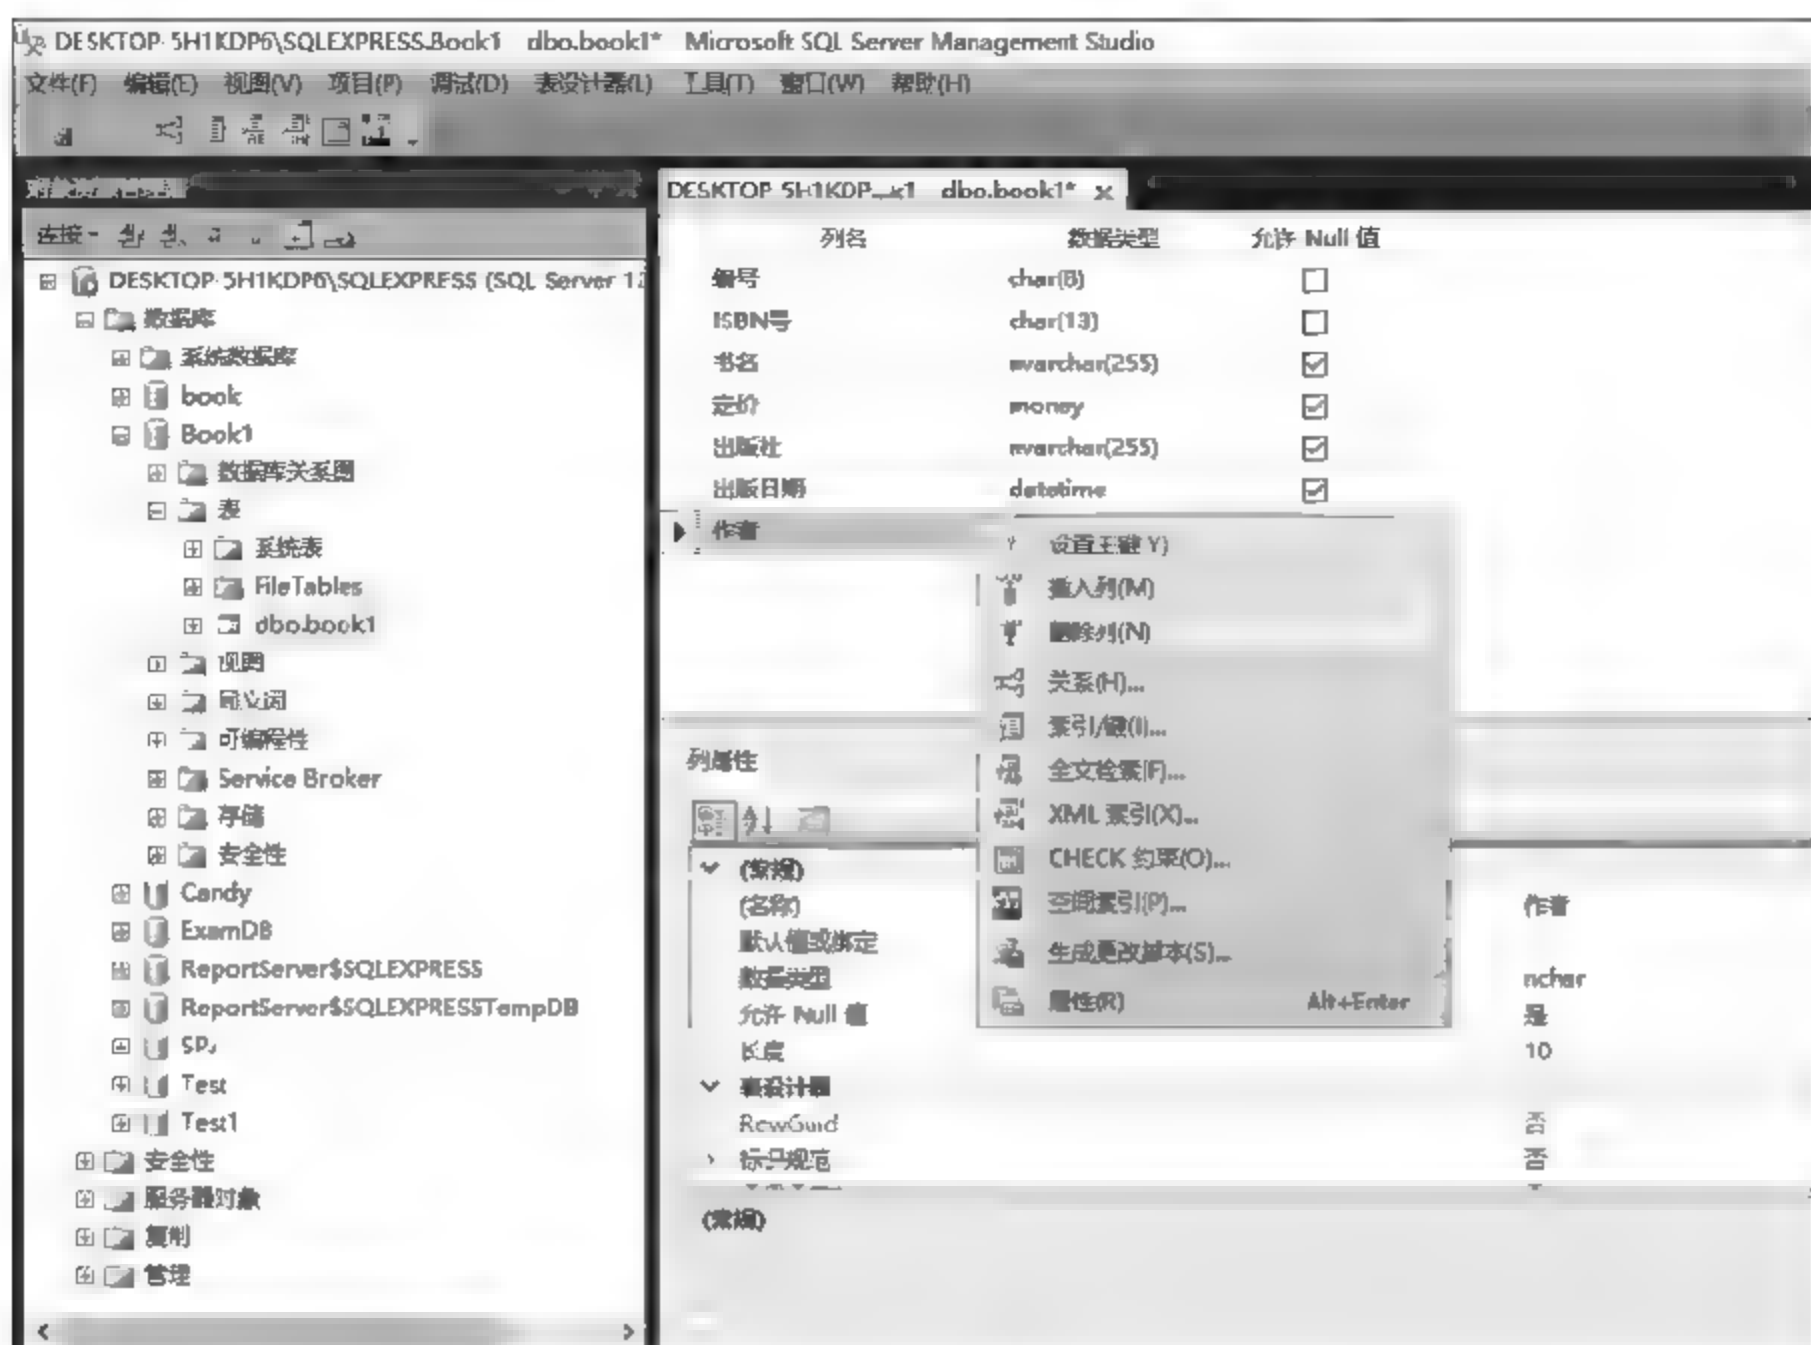 DESKTOP-5H1KDP6\SQLEXPRESS.Book1 dbo.book1* Microsoft SQL Server Management Studio
文件(F) 编辑(E) 视图(V) 项目(P) 调试(D) 表设计器(L) 工具(T) 窗口(W) 帮助(H)
DESKTOP-5H1KDP...k1 dbo.book1*
连接
列名 数据类型 允许 Null 值
编号 char(8)
ISBN号 char(13)
书名 nvarchar(255)
定价 money
出版社 nvarchar(255)
出版日期 datetime
作者
DESKTOP-5H1KDP6\SQLEXPRESS (SQL Server 12
数据库
系统数据库
book
Book1
数据库关系图
表
系统表
FileTables
dbo.book1
视图
同义词
可编程性
Service Broker
存储
安全性
Candy
ExamDB
ReportServer$SQLEXPRESS
ReportServer$SQLEXPRESSTempDB
SPJ
Test
Test1
安全性
服务器对象
复制
管理
设置主键 Y)
插入列(M)
删除列(N)
关系(H)...
索引/键(I)...
全文检索(F)...
XML 索引(X)...
CHECK 约束(O)...
空间索引(P)...
生成更改脚本(S)...
属性(R) Alt+Enter
列属性
(常规)
(名称) 作者
默认值或绑定
数据类型 nchar
允许 Null 值 是
长度 10
表设计器
RowGuid 否
标识规范 否
(常规)